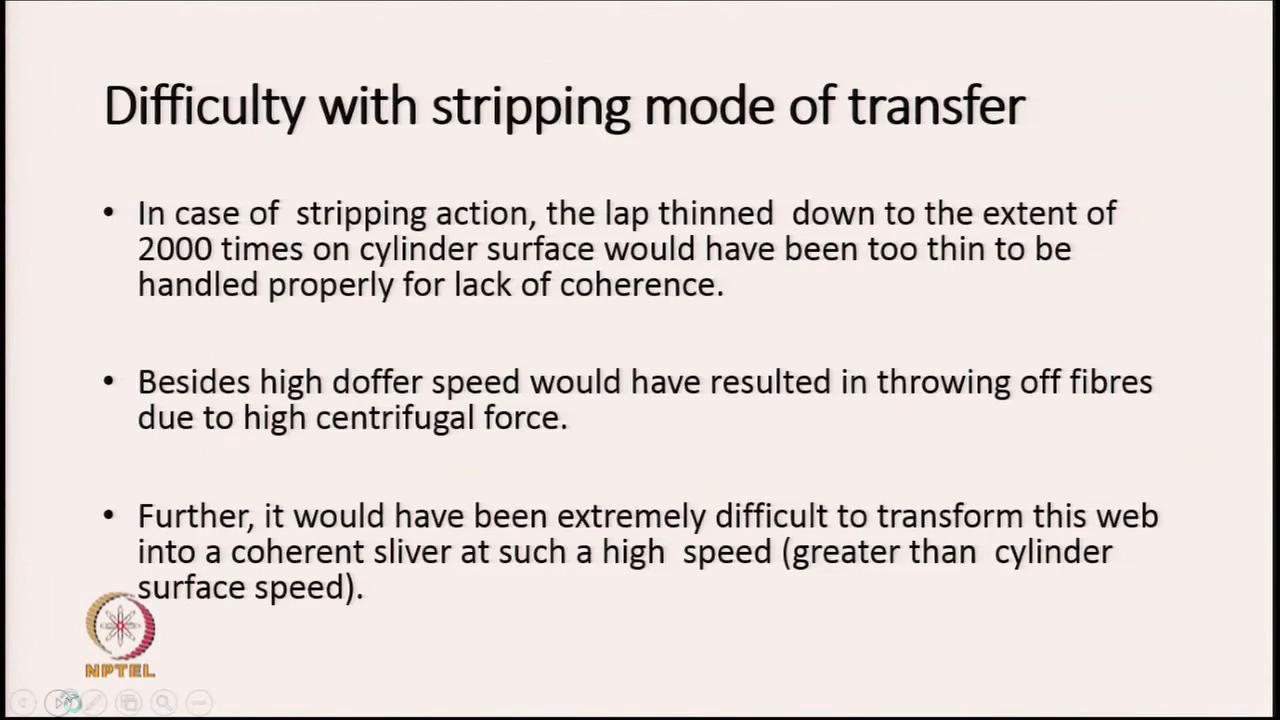 Difficulty with stripping mode of transfer
• In case of stripping action, the lap thinned down to the extent of
2000 times on cylinder surface would have been too thin to be
handled properly for lack of coherence.
• Besides high doffer speed would have resulted in throwing off fibres
due to high centrifugal force.
• Further, it would have been extremely difficult to transform this web
into a coherent sliver at such a high speed (greater than cylinder
surface speed).
NPTEL